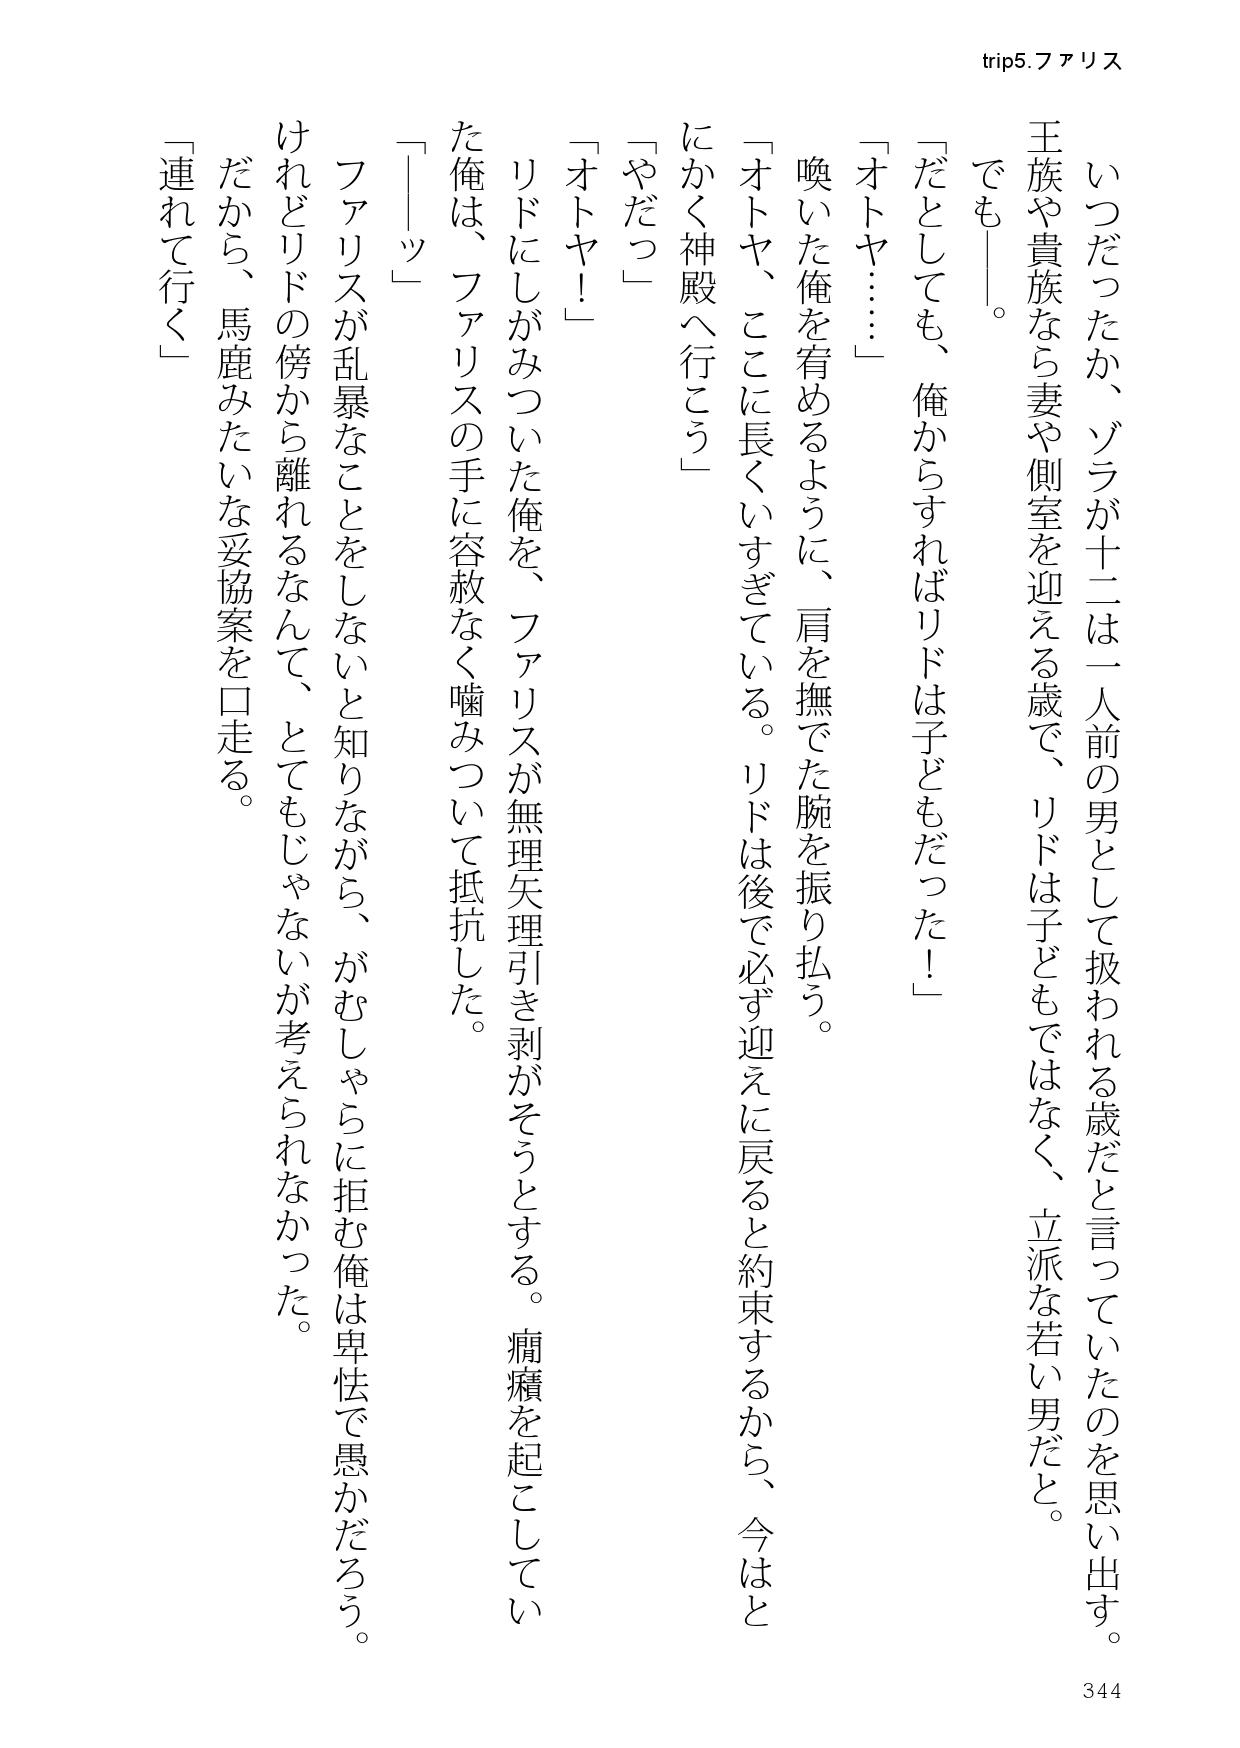 trip5.ファリス
いつだったか、ゾラが十二は一人前の男として扱われる歳だと言っていたのを思い出す。
王族や貴族なら妻や側室を迎える歳で、リドは子どもではなく、立派な若い男だと。
でも――。
「だとしても、俺からすればリドは子どもだった！」
「オトヤ……」
喚いた俺を宥めるように、肩を撫でた腕を振り払う。
「オトヤ、ここに長くいすぎている。リドは後で必ず迎えに戻ると約束するから、今はと
にかく神殿へ行こう」
「やだっ」
「オトヤ！」
リドにしがみついた俺を、ファリスが無理矢理引き剥がそうとする。癇癪を起こしてい
た俺は、ファリスの手に容赦なく噛みついて抵抗した。
「――ッ」
ファリスが乱暴なことをしないと知りながら、がむしゃらに拒む俺は卑怯で愚かだろう。
けれどリドの傍から離れるなんて、とてもじゃないが考えられなかった。
だから、馬鹿みたいな妥協案を口走る。
「連れて行く」
344